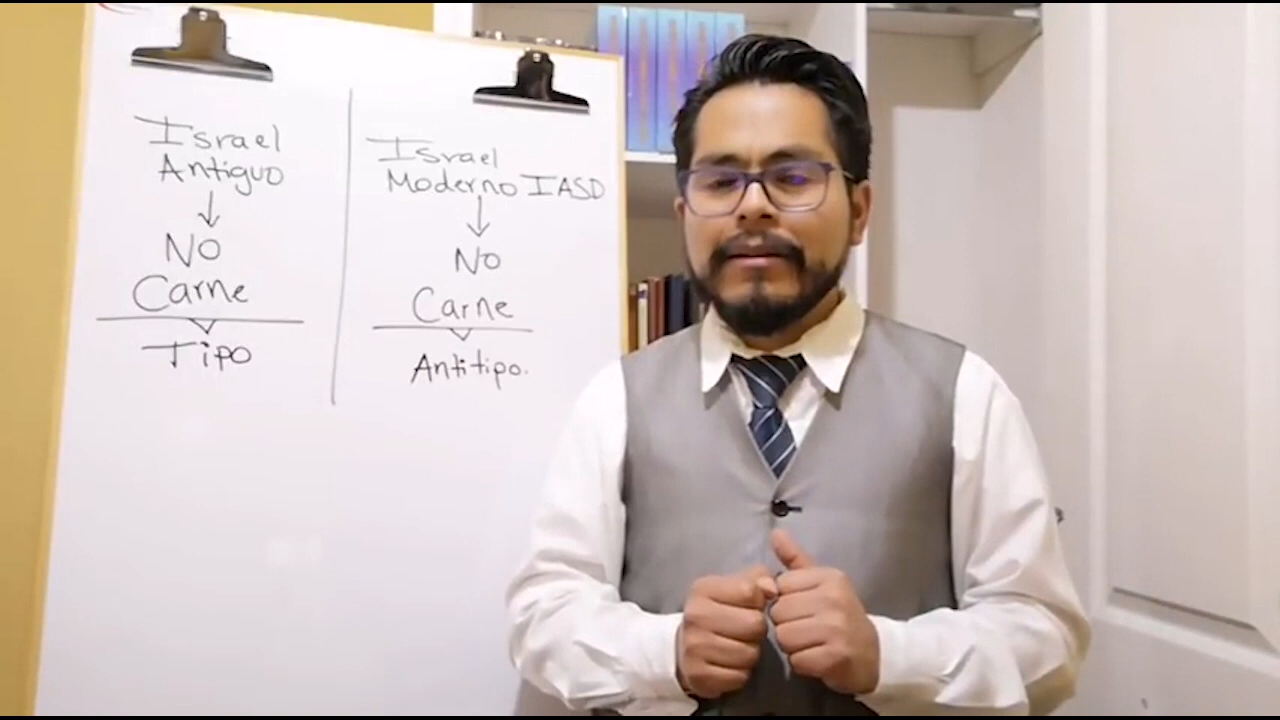 Israel
Antiguo
↓
NO
Carne
Tipo
Israel
Moderno IASD
↓
NO
Carne
Antitipo.